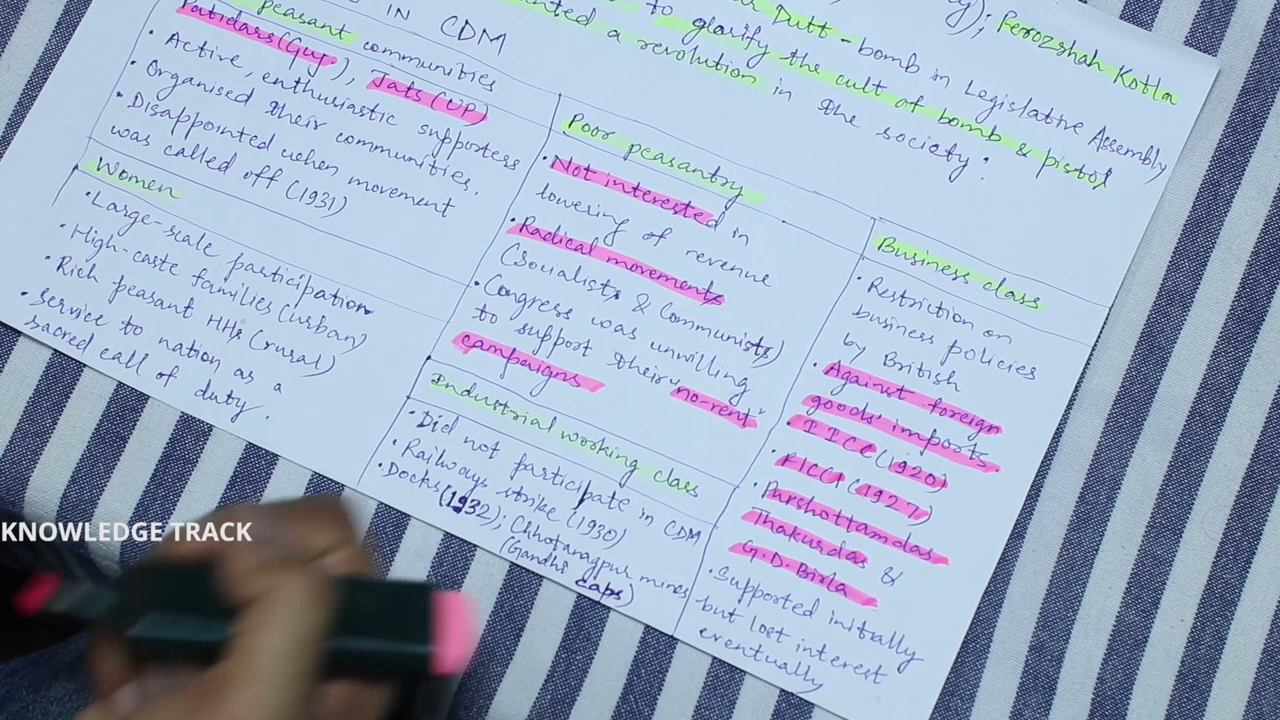 Dutt - bomb in Legislative Assembly
Ferozshah Kotla
to glorify the cult of bomb & pistol
a revolution in the society:
IN CDM
peasant communities
Patidars (Guj), Jats (UP)
• Active, enthusiastic supporters
• Organised their communities.
• Disappointed when movement
was called off (1931)
Women
• Large-scale participation
• High-caste families (urban)
• Rich peasant HHs (rural)
• Service to nation as a
sacred call of duty.
Poor peasantry
• Not interested in
lowering of revenue
• Radical movements
(Socialists & Communists)
• Congress was unwilling
to support their "no-rent"
campaigns
Industrial working class
• Did not participate in CDM
• Railways strike (1930)
• Docks (1932); Chhotanagpur mines
(Gandhi caps)
Business class
• Restriction on
business policies
by British
• Against foreign
goods' imports
• IICC (1920)
• FICCI (1927)
• Purshottamdas
Thakurdas &
G.D. Birla
• Supported initially
but lost interest
eventually
KNOWLEDGE TRACK